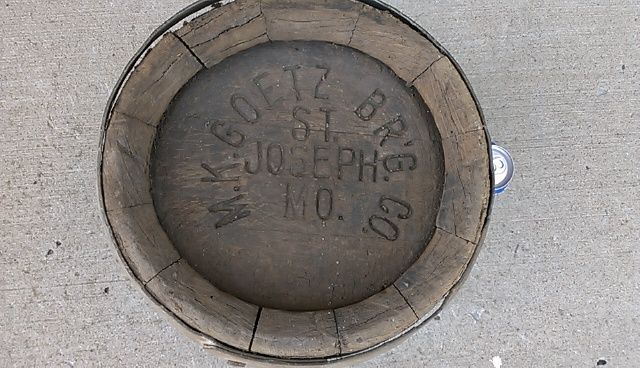 M.K. GOETZ BR'G CO.
ST.
JOSEPH.
MO.